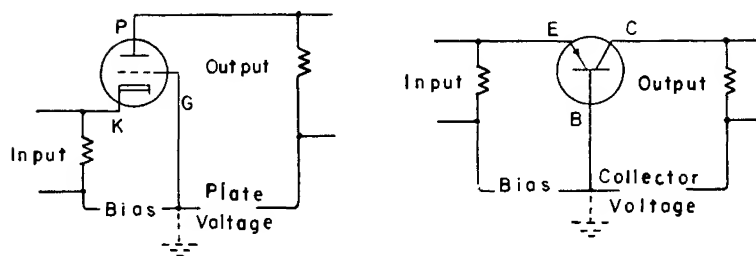 P
G
K
Output
Input
Bias
Plate
Voltage
E
C
B
Input
Output
Bias
Collector
Voltage